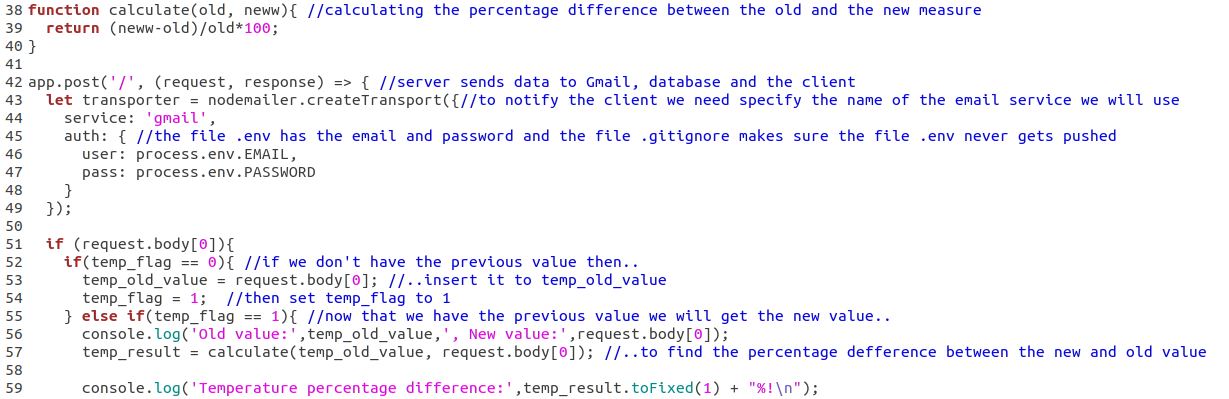 38 function calculate(old, neww){ //calculating the percentage difference between the old and the new measure
39   return (neww-old)/old*100;
40 }
41
42 app.post('/', (request, response) => { //server sends data to Gmail, database and the client
43   let transporter = nodemailer.createTransport({//to notify the client we need specify the name of the email service we will use
44     service: 'gmail',
45     auth: { //the file .env has the email and password and the file .gitignore makes sure the file .env never gets pushed
46       user: process.env.EMAIL,
47       pass: process.env.PASSWORD
48     }
49   });
50
51   if (request.body[0]){
52     if(temp_flag == 0){ //if we don't have the previous value then..
53       temp_old_value = request.body[0]; //..insert it to temp_old_value
54       temp_flag = 1;  //then set temp_flag to 1
55     } else if(temp_flag == 1){ //now that we have the previous value we will get the new value..
56       console.log('Old value:',temp_old_value,', New value:',request.body[0]);
57       temp_result = calculate(temp_old_value, request.body[0]); //..to find the percentage defference between the new and old value
58
59       console.log('Temperature percentage difference:',temp_result.toFixed(1) + "%!\n");